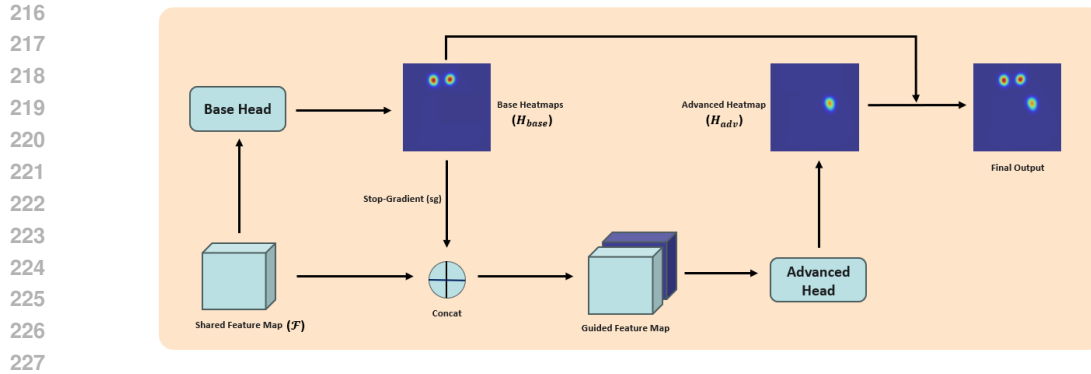 216
217
218
219
220
221
222
223
224
225
226
227
Base Head
Base Heatmaps
(H_base)
Advanced Heatmap
(H_adv)
Final Output
Stop-Gradient (sg)
Shared Feature Map (ℱ)
Concat
Guided Feature Map
Advanced
Head